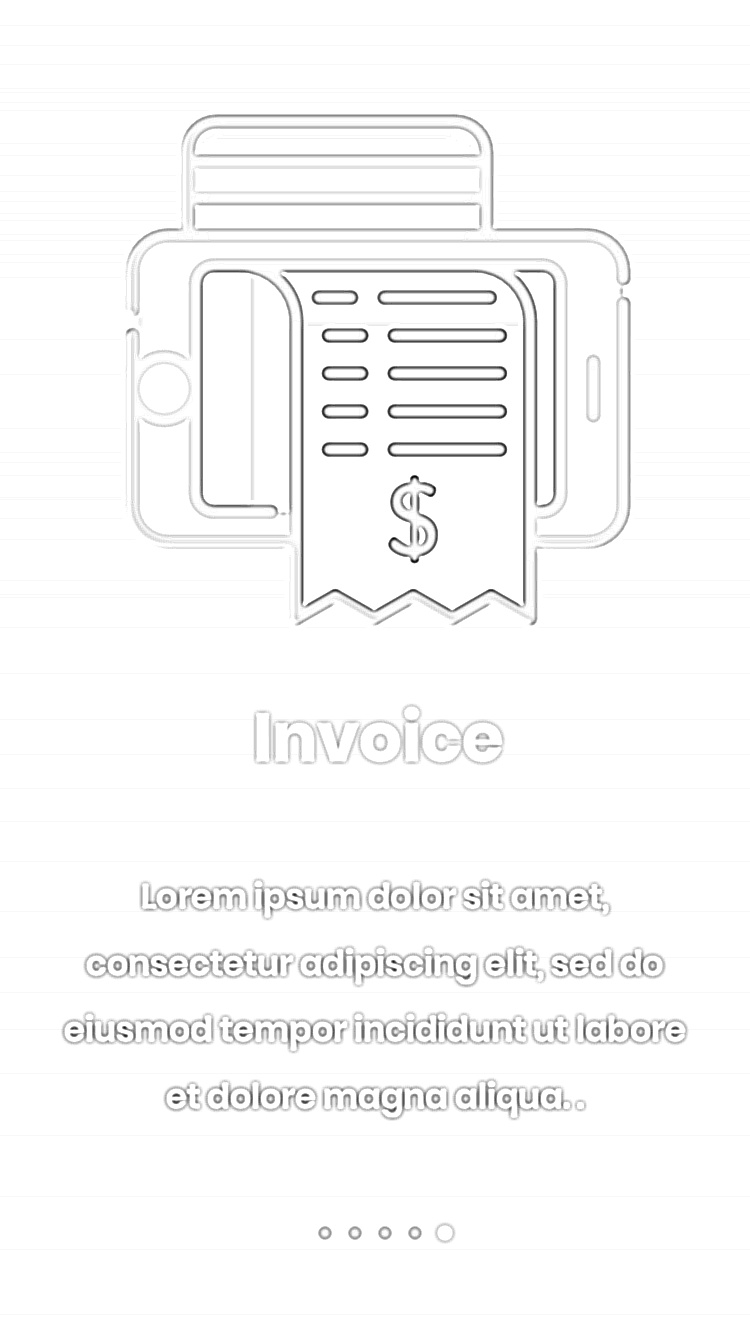 $
Invoice
Lorem ipsum dolor sit amet,
consectetur adipiscing elit, sed do
eiusmod tempor incididunt ut labore
et dolore magna aliqua. .